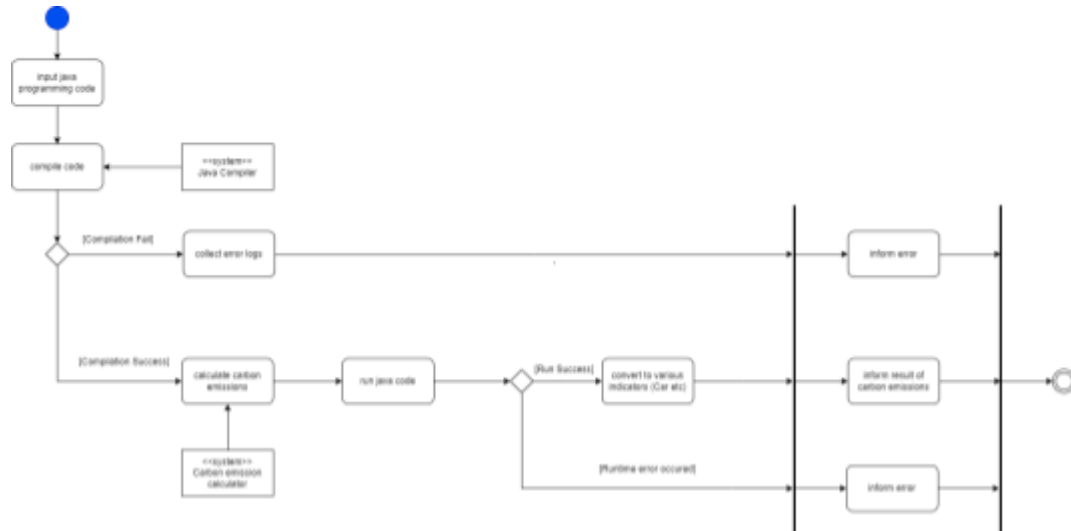 input java
programming code
compile code
<<system>>
Java Compiler
[Compilation Fail]
collect error logs
inform error
[Compilation Success]
calculate carbon
emissions
run java code
[Run Success]
convert to various
indicators (Car etc)
inform result of
carbon emissions
<<system>>
Carbon emission
calculator
[Runtime error occured]
inform error